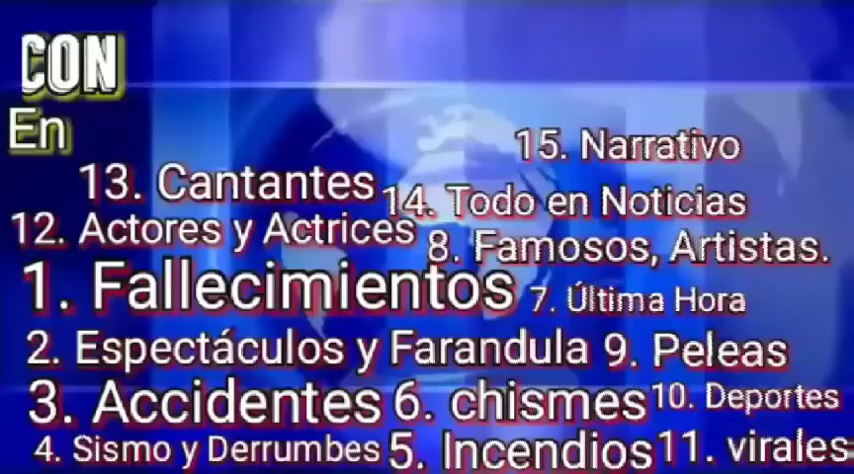 CON
En
15. Narrativo
13. Cantantes
14. Todo en Noticias
12. Actores y Actrices
8. Famosos, Artistas.
1. Fallecimientos
7. Última Hora
2. Espectáculos y Farandula
9. Peleas
3. Accidentes
6. chismes
10. Deportes
4. Sismo y Derrumbes
5. Incendios
11. virales